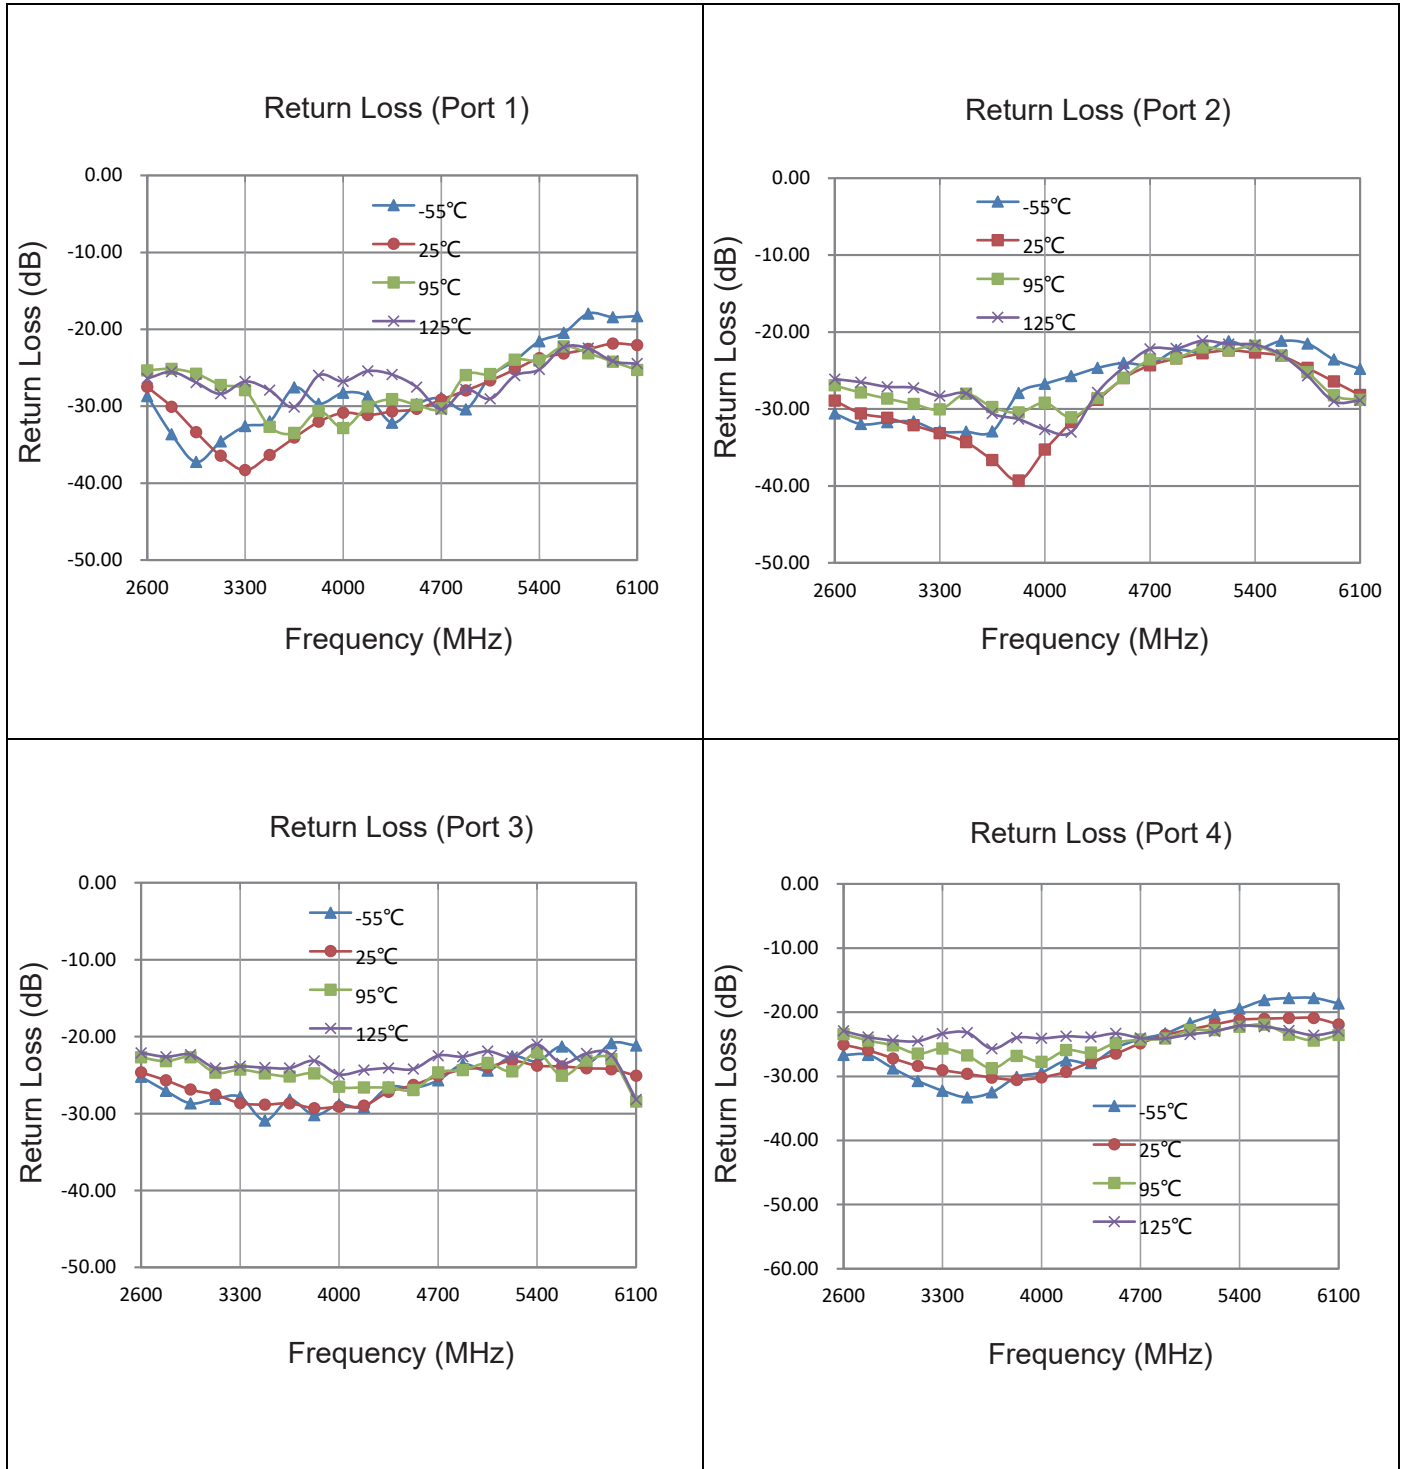 Return Loss (Port 1)
Return Loss (dB)
0.00
-10.00
-20.00
-30.00
-40.00
-50.00
-55℃
25℃
95℃
125℃
2600 3300 4000 4700 5400 6100
Frequency (MHz)
Return Loss (Port 2)
Return Loss (dB)
0.00
-10.00
-20.00
-30.00
-40.00
-50.00
-55℃
25℃
95℃
125℃
2600 3300 4000 4700 5400 6100
Frequency (MHz)
Return Loss (Port 3)
Return Loss (dB)
0.00
-10.00
-20.00
-30.00
-40.00
-50.00
-55℃
25℃
95℃
125℃
2600 3300 4000 4700 5400 6100
Frequency (MHz)
Return Loss (Port 4)
Return Loss (dB)
0.00
-10.00
-20.00
-30.00
-40.00
-50.00
-60.00
-55℃
25℃
95℃
125℃
2600 3300 4000 4700 5400 6100
Frequency (MHz)